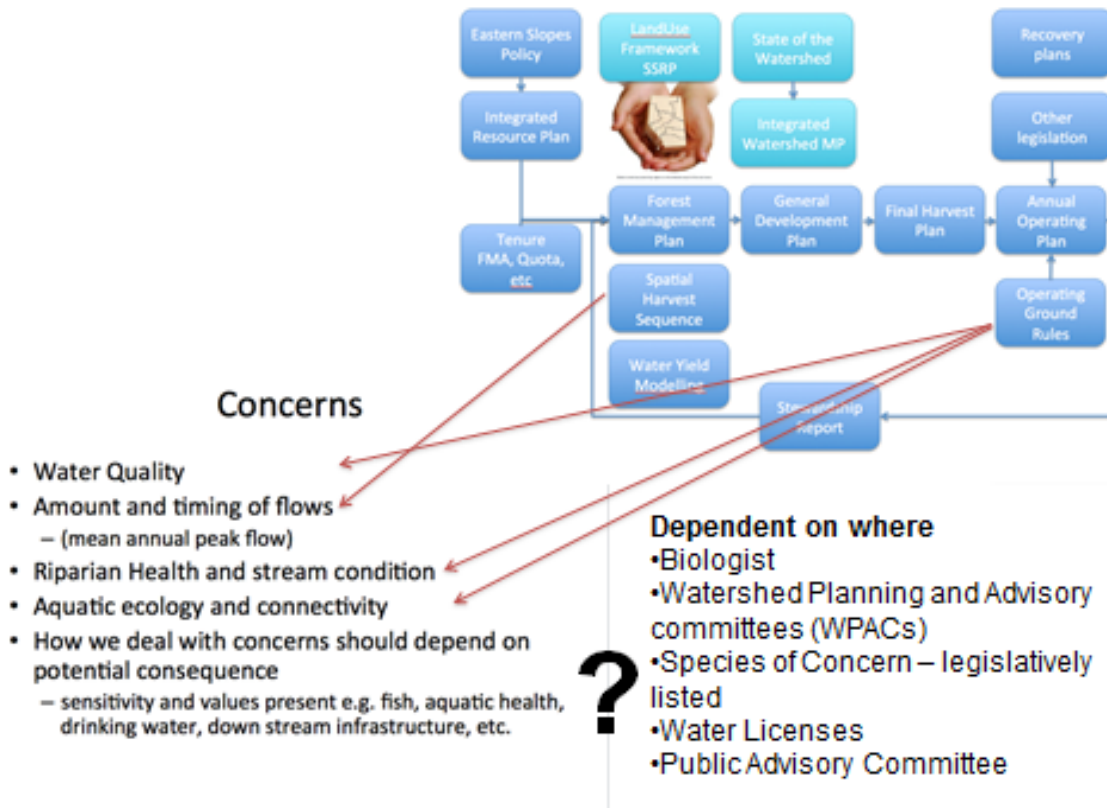 Eastern Slopes
Policy
LandUse
Framework
SSRP
State of the
Watershed
Recovery
plans
Integrated
Resource Plan
Integrated
Watershed MP
Other
legislation
Forest
Management
Plan
General
Development
Plan
Final Harvest
Plan
Annual
Operating
Plan
Tenure
FMA, Quota,
etc
Spatial
Harvest
Sequence
Operating
Ground
Rules
Water Yield
Modelling
Stewardship
Report
Concerns
• Water Quality
• Amount and timing of flows
– (mean annual peak flow)
• Riparian Health and stream condition
• Aquatic ecology and connectivity
• How we deal with concerns should depend on
potential consequence
– sensitivity and values present e.g. fish, aquatic health,
drinking water, down stream infrastructure, etc.
?
Dependent on where
•Biologist
•Watershed Planning and Advisory
committees (WPACs)
•Species of Concern – legislatively
listed
•Water Licenses
•Public Advisory Committee